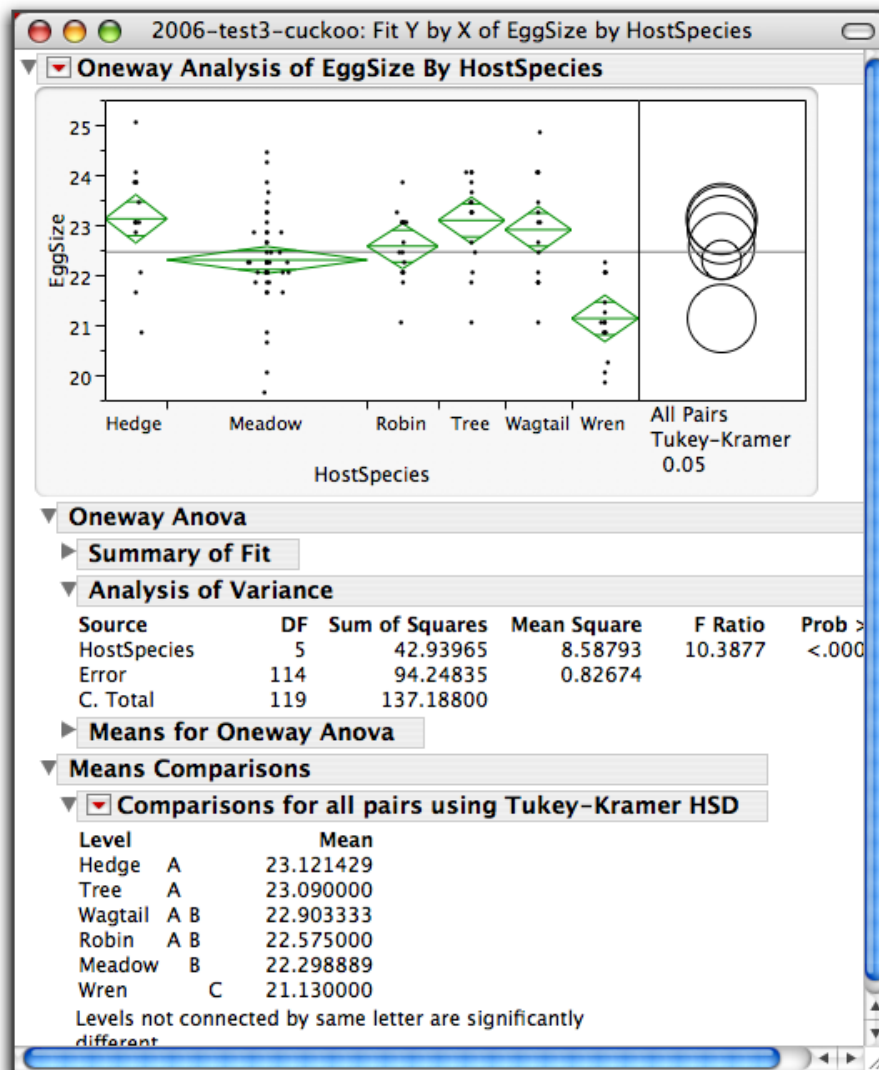 2006-test3-cuckoo: Fit Y by X of EggSize by HostSpecies
Oneway Analysis of EggSize By HostSpecies
25
24
23
22
21
20
EggSize
Hedge Meadow Robin Tree Wagtail Wren
All Pairs
Tukey-Kramer
0.05
HostSpecies
Oneway Anova
Summary of Fit
Analysis of Variance
Source DF Sum of Squares Mean Square F Ratio Prob >
HostSpecies 5 42.93965 8.58793 10.3877 <.000
Error 114 94.24835 0.82674
C. Total 119 137.18800
Means for Oneway Anova
Means Comparisons
Comparisons for all pairs using Tukey-Kramer HSD
Level Mean
Hedge A 23.121429
Tree A 23.090000
Wagtail A B 22.903333
Robin A B 22.575000
Meadow B 22.298889
Wren C 21.130000
Levels not connected by same letter are significantly
different